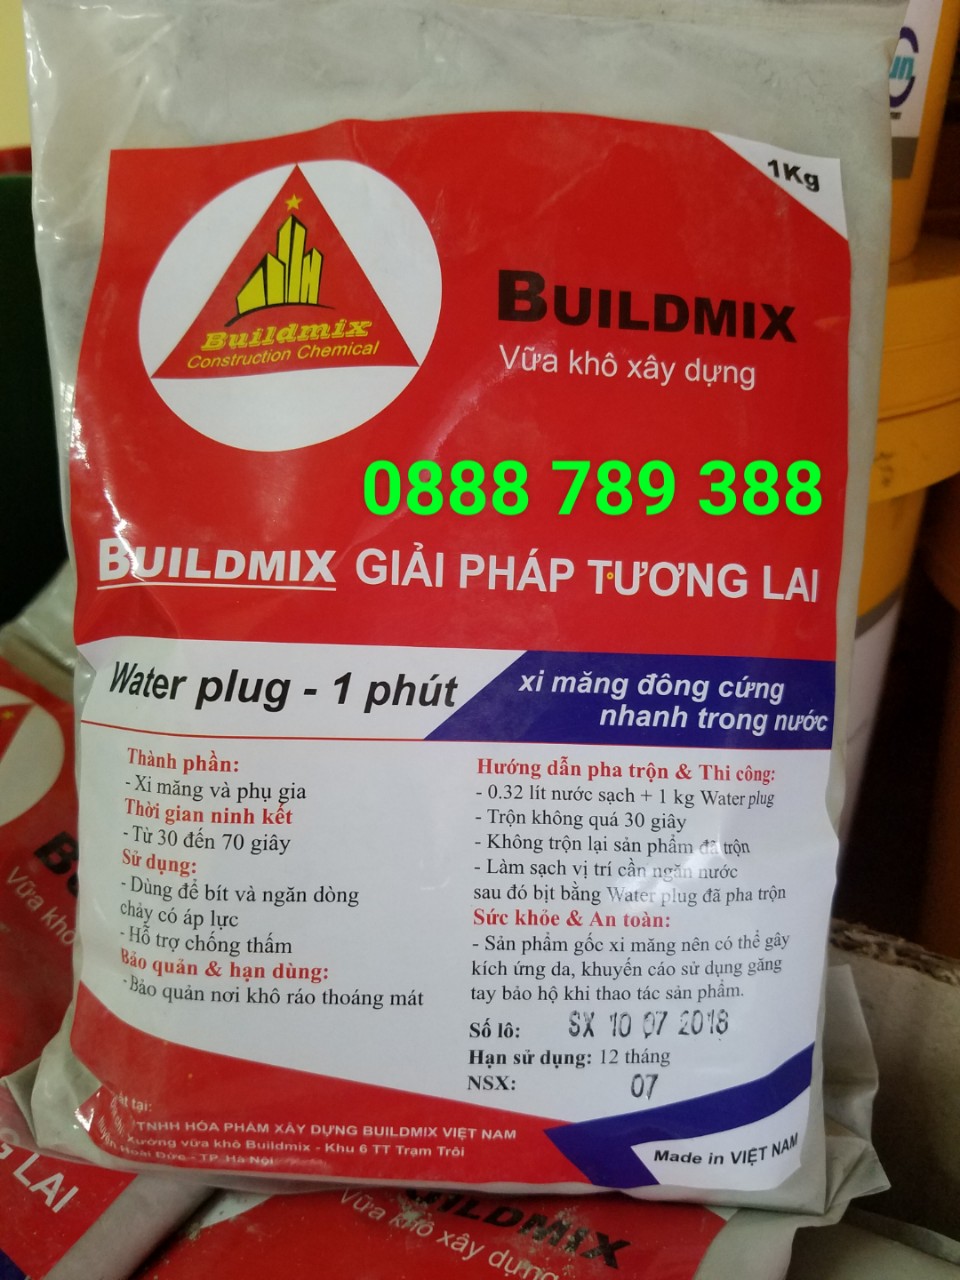 1Kg
Buildmix
Construction Chemical
BUILDMIX
Vữa khô xây dựng
0888 789 388
BUILDMIX GIẢI PHÁP TƯƠNG LAI
Water plug - 1 phút
xi măng đông cứng
nhanh trong nước
Thành phần:
- Xi măng và phụ gia
Thời gian ninh kết
- Từ 30 đến 70 giây
Sử dụng:
- Dùng để bít và ngăn dòng
chảy có áp lực
- Hỗ trợ chống thấm
Bảo quản & hạn dùng:
- Bảo quản nơi khô ráo thoáng mát
Hướng dẫn pha trộn & Thi công:
- 0.32 lít nước sạch + 1 kg Water plug
- Trộn không quá 30 giây
- Không trộn lại sản phẩm đã trộn
- Làm sạch vị trí cần ngăn nước
sau đó bịt bằng Water plug đã pha trộn
Sức khỏe & An toàn:
- Sản phẩm gốc xi măng nên có thể gây
kích ứng da, khuyến cáo sử dụng găng
tay bảo hộ khi thao tác sản phẩm.
Số lô: SX 10 07 2018
Hạn sử dụng: 12 tháng
NSX: 07
tại:
TNHH HÓA PHẨM XÂY DỰNG BUILDMIX VIỆT NAM
Xưởng vữa khô Buildmix - Khu 6 TT Trạm Trôi
Hoài Đức - TP Hà Nội
Made in VIỆT NAM
Vữa khô
LAI
BUILDMIX
Vữa khô xây dựng